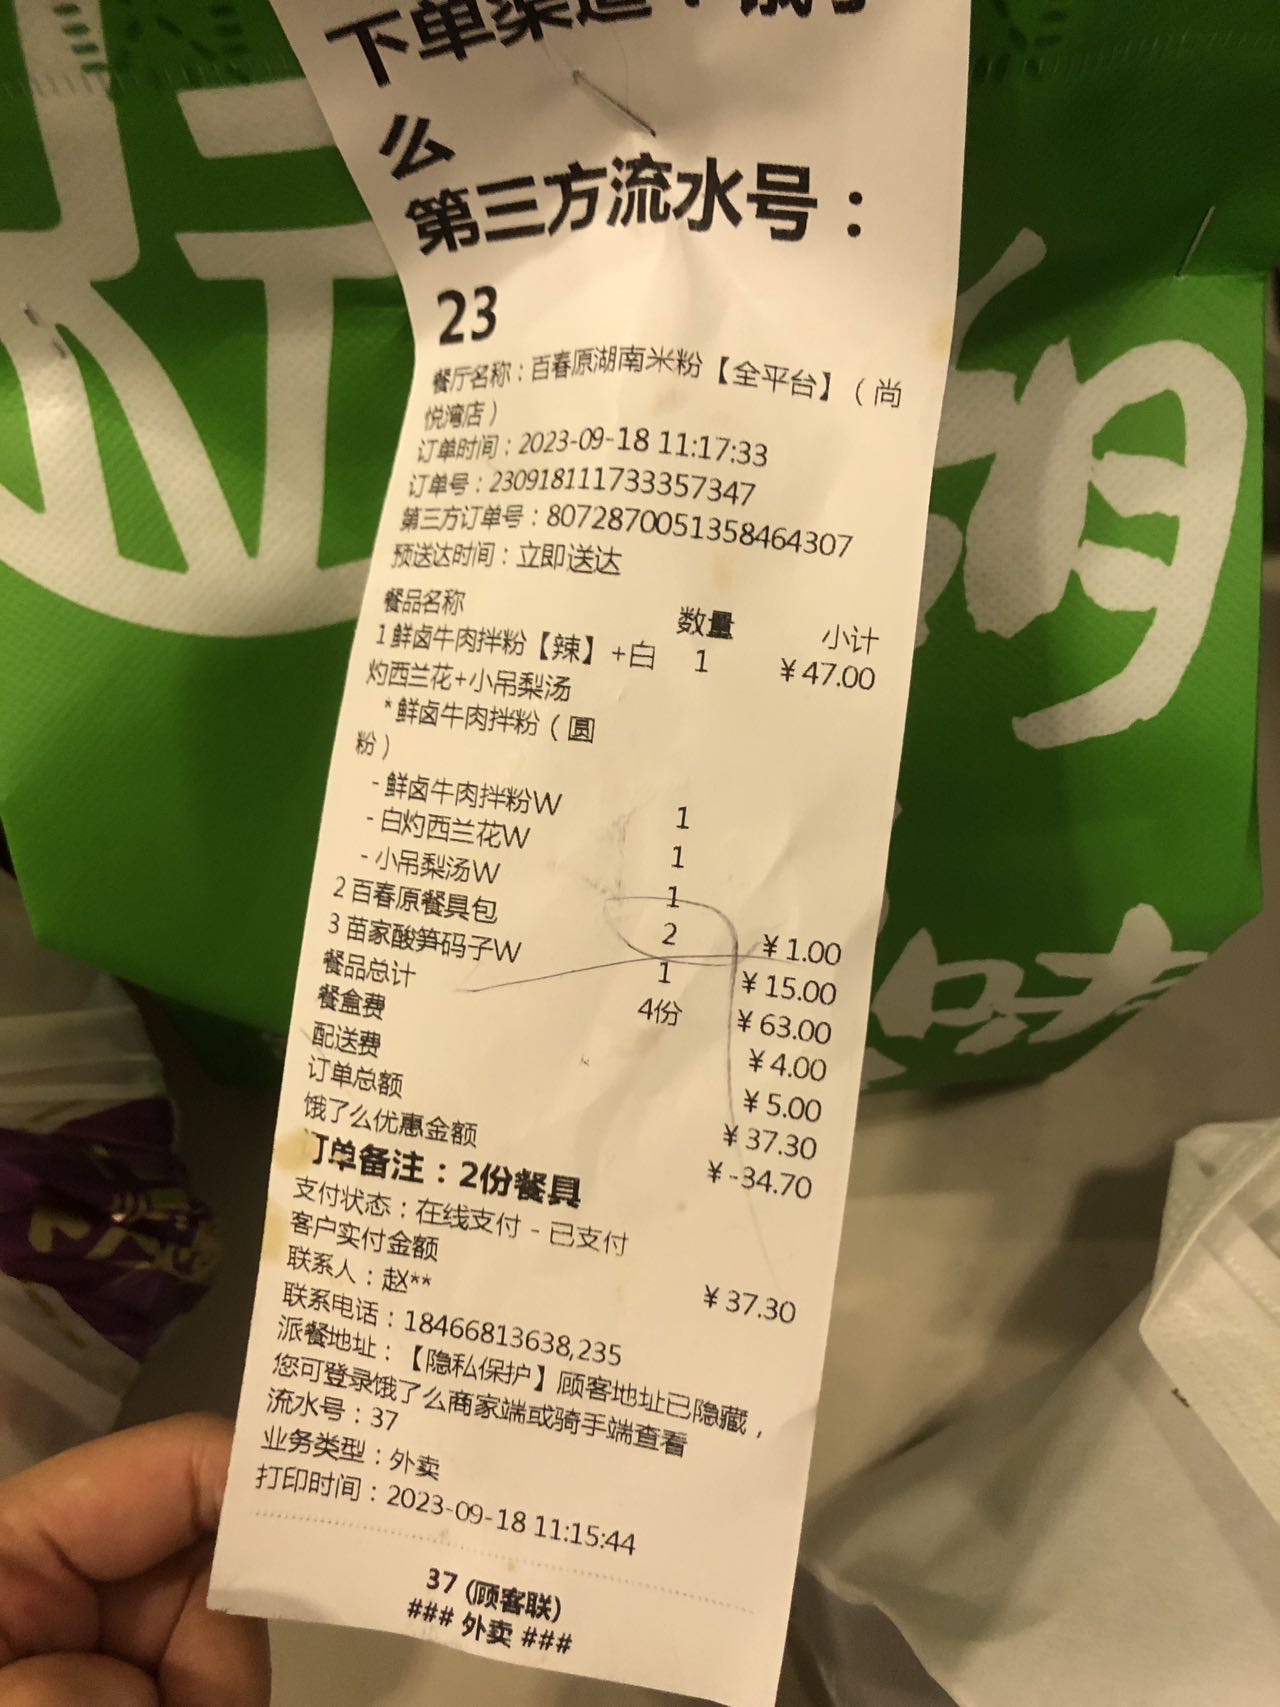 下单渠道：饿了
么
第三方流水号：
23
餐厅名称：百春原湖南米粉【全平台】（尚
悦湾店）
订单时间：2023-09-18 11:17:33
订单号：230918111733357347
第三方订单号：8072870051358464307
预送达时间：立即送达
餐品名称 数量 小计
1 鲜卤牛肉拌粉【辣】+白 1 ￥47.00
灼西兰花+小吊梨汤
*鲜卤牛肉拌粉（圆
粉）
- 鲜卤牛肉拌粉W 1
- 白灼西兰花W 1
- 小吊梨汤W 1
2 百春原餐具包 2 ￥1.00
3 苗家酸笋码子W 1 ￥15.00
餐品总计 4份 ￥63.00
餐盒费 ￥4.00
配送费 ￥5.00
订单总额 ￥37.30
饿了么优惠金额 ￥-34.70
订单备注：2份餐具
支付状态：在线支付 - 已支付
客户实付金额 ￥37.30
联系人：赵**
联系电话：18466813638,235
派餐地址：【隐私保护】顾客地址已隐藏，
您可登录饿了么商家端或骑手端查看
流水号：37
业务类型：外卖
打印时间：2023-09-18 11:15:44
37 (顾客联)
### 外卖 ###
湖
味